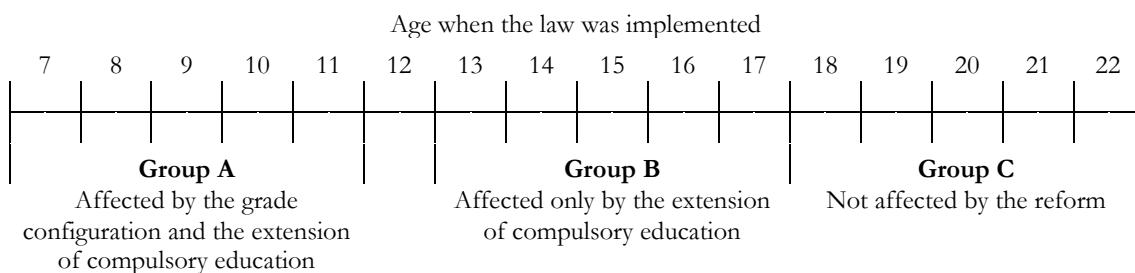 Age when the law was implemented
7 8 9 10 11 12 13 14 15 16 17 18 19 20 21 22
Group A
Affected by the grade
configuration and the extension
of compulsory education
Group B
Affected only by the extension
of compulsory education
Group C
Not affected by the reform